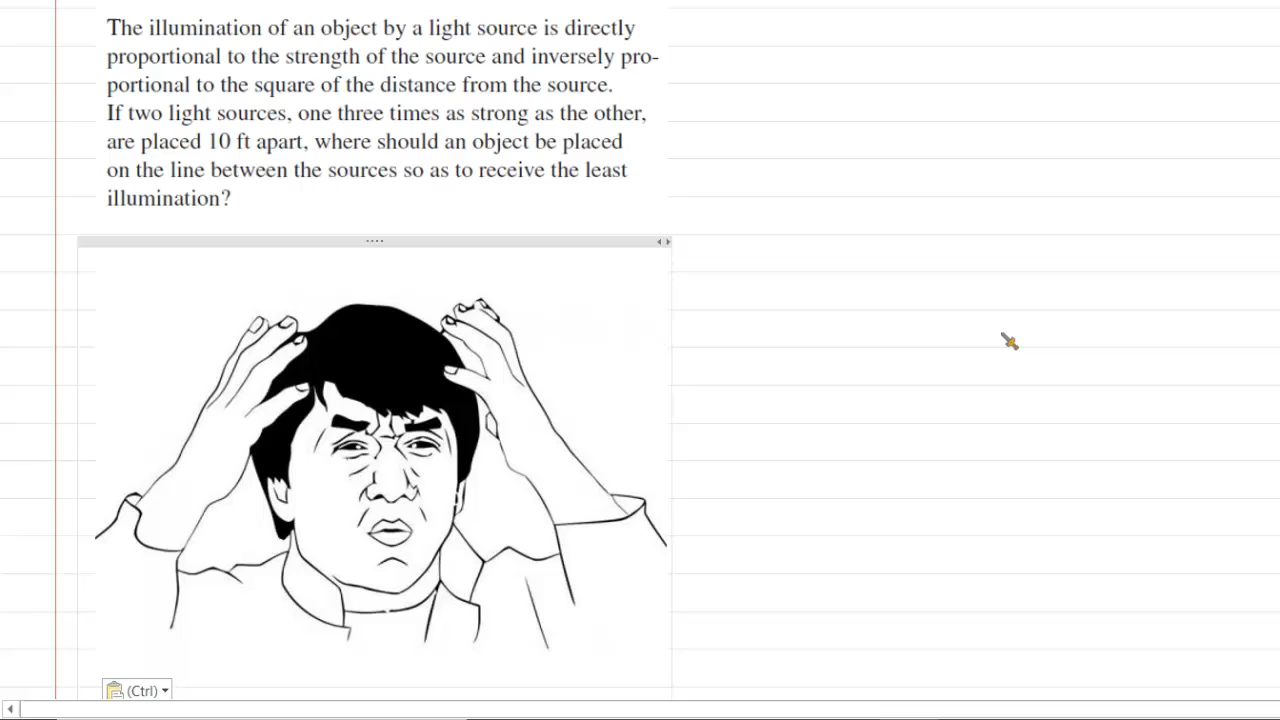 The illumination of an object by a light source is directly
proportional to the strength of the source and inversely pro-
portional to the square of the distance from the source.
If two light sources, one three times as strong as the other,
are placed 10 ft apart, where should an object be placed
on the line between the sources so as to receive the least
illumination?
(Ctrl)